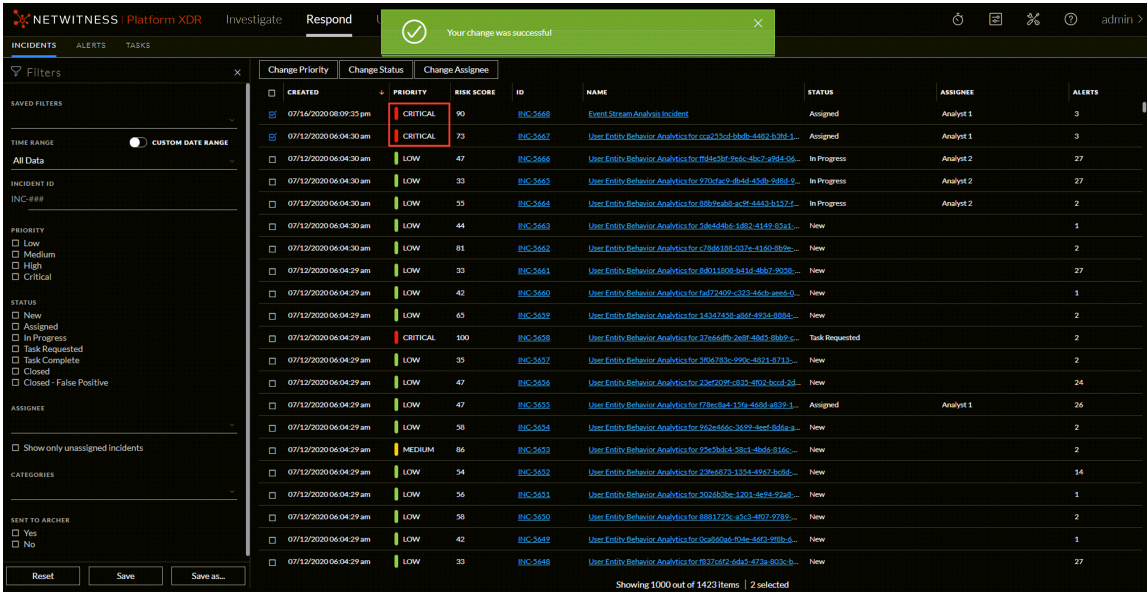 NETWITNESS | Platform XDR Investigate Respond
Your change was successful
admin >
INCIDENTS ALERTS TASKS
Filters
Change Priority Change Status Change Assignee
CREATED PRIORITY RISK SCORE ID NAME STATUS ASSIGNEE ALERTS
SAVED FILTERS
TIME RANGE CUSTOM DATE RANGE
All Data
INCIDENT ID
INC-###
PRIORITY
Low
Medium
High
Critical
STATUS
New
Assigned
In Progress
Task Requested
Task Complete
Closed
Closed - False Positive
ASSIGNEE
Show only unassigned incidents
CATEGORIES
SENT TO ARCHER
Yes
No
Reset Save Save as...
07/16/2020 08:09:35 pm CRITICAL 90 INC-5668 Event Stream Analysis Incident Assigned Analyst 1 3
07/12/2020 06:04:30 am CRITICAL 73 INC-5667 User Entity Behavior Analytics for cca255cd-bbdb-4482-b5fd-1... Assigned Analyst 1 3
07/12/2020 06:04:30 am LOW 47 INC-5666 User Entity Behavior Analytics for ffd4e5bf-9e6c-4bc7-a9d4-06... In Progress Analyst 2 27
07/12/2020 06:04:30 am LOW 33 INC-5665 User Entity Behavior Analytics for 970cfac9-db4d-45db-9d8d-9... In Progress Analyst 2 27
07/12/2020 06:04:30 am LOW 55 INC-5664 User Entity Behavior Analytics for 88b9eab8-ac9f-4443-b157-f... In Progress Analyst 2 2
07/12/2020 06:04:30 am LOW 44 INC-5663 User Entity Behavior Analytics for 5de4d4b6-1d82-4149-85a1-... New 1
07/12/2020 06:04:30 am LOW 81 INC-5662 User Entity Behavior Analytics for c78d6188-037e-4160-8b9e-... New 2
07/12/2020 06:04:29 am LOW 33 INC-5661 User Entity Behavior Analytics for 8d011808-b41d-4bb7-9058-... New 27
07/12/2020 06:04:29 am LOW 42 INC-5660 User Entity Behavior Analytics for fad72409-c323-46cb-aee6-0... New 1
07/12/2020 06:04:29 am LOW 65 INC-5659 User Entity Behavior Analytics for 14347458-a86f-4934-8884-... New 2
07/12/2020 06:04:29 am CRITICAL 100 INC-5658 User Entity Behavior Analytics for 37e66dfb-2e8f-48d5-8bb9-c... Task Requested 2
07/12/2020 06:04:29 am LOW 35 INC-5657 User Entity Behavior Analytics for 5f06783c-990c-4821-8713-... New 2
07/12/2020 06:04:29 am LOW 47 INC-5656 User Entity Behavior Analytics for 23ef209f-c835-4f02-bccd-2d... New 24
07/12/2020 06:04:29 am LOW 47 INC-5655 User Entity Behavior Analytics for f78ec8a4-15fa-468d-a839-1... Assigned Analyst 1 26
07/12/2020 06:04:29 am LOW 58 INC-5654 User Entity Behavior Analytics for 962e466c-3699-4eef-8d6a-a... New 2
07/12/2020 06:04:29 am MEDIUM 86 INC-5653 User Entity Behavior Analytics for 95e5bdc4-58c1-4bd6-816c-... New 2
07/12/2020 06:04:29 am LOW 54 INC-5652 User Entity Behavior Analytics for 23fe6873-1354-4967-bc8d-... New 14
07/12/2020 06:04:29 am LOW 56 INC-5651 User Entity Behavior Analytics for 5026b3be-1201-4e94-92a8-... New 1
07/12/2020 06:04:29 am LOW 58 INC-5650 User Entity Behavior Analytics for 8881725c-a5c3-4f07-9789-... New 2
07/12/2020 06:04:29 am LOW 42 INC-5649 User Entity Behavior Analytics for 0ca860a6-f04e-46f3-9f8b-6... New 1
07/12/2020 06:04:29 am LOW 33 INC-5648 User Entity Behavior Analytics for f837c6f2-6da5-473a-803c-b... New 27
Showing 1000 out of 1423 items | 2 selected